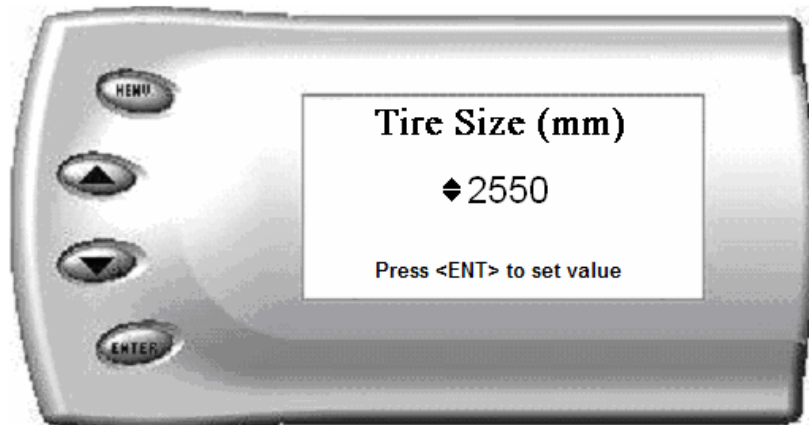 MENU
Tire Size (mm)
2550
Press <ENT> to set value
ENTER